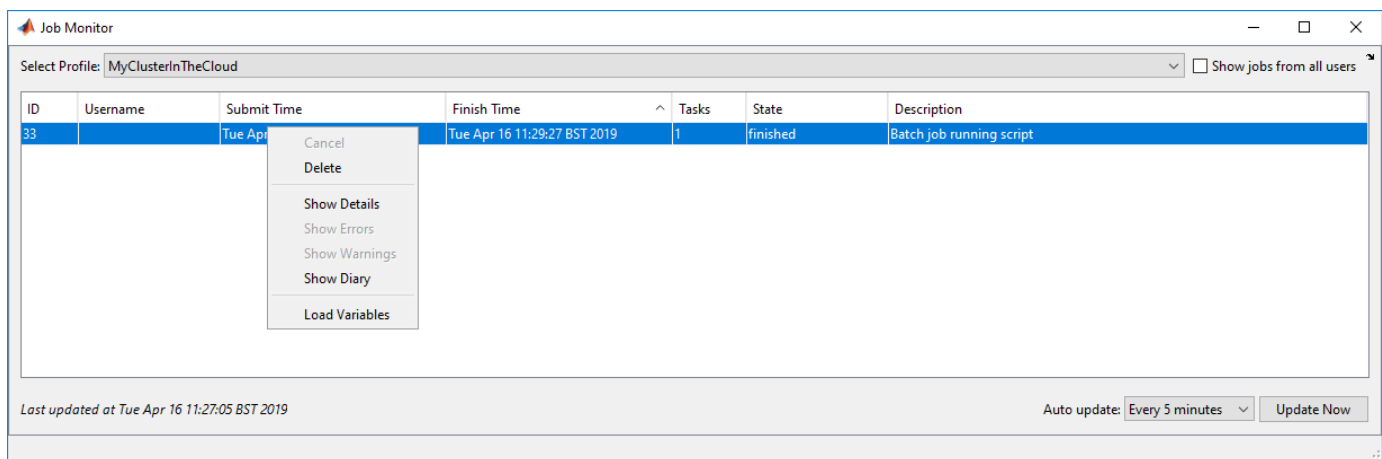 Job Monitor
Select Profile: MyClusterInTheCloud Show jobs from all users
ID Username Submit Time Finish Time Tasks State Description
33 Tue Apr Tue Apr 16 11:29:27 BST 2019 1 finished Batch job running script
Cancel
Delete
Show Details
Show Errors
Show Warnings
Show Diary
Load Variables
Last updated at Tue Apr 16 11:27:05 BST 2019 Auto update: Every 5 minutes Update Now